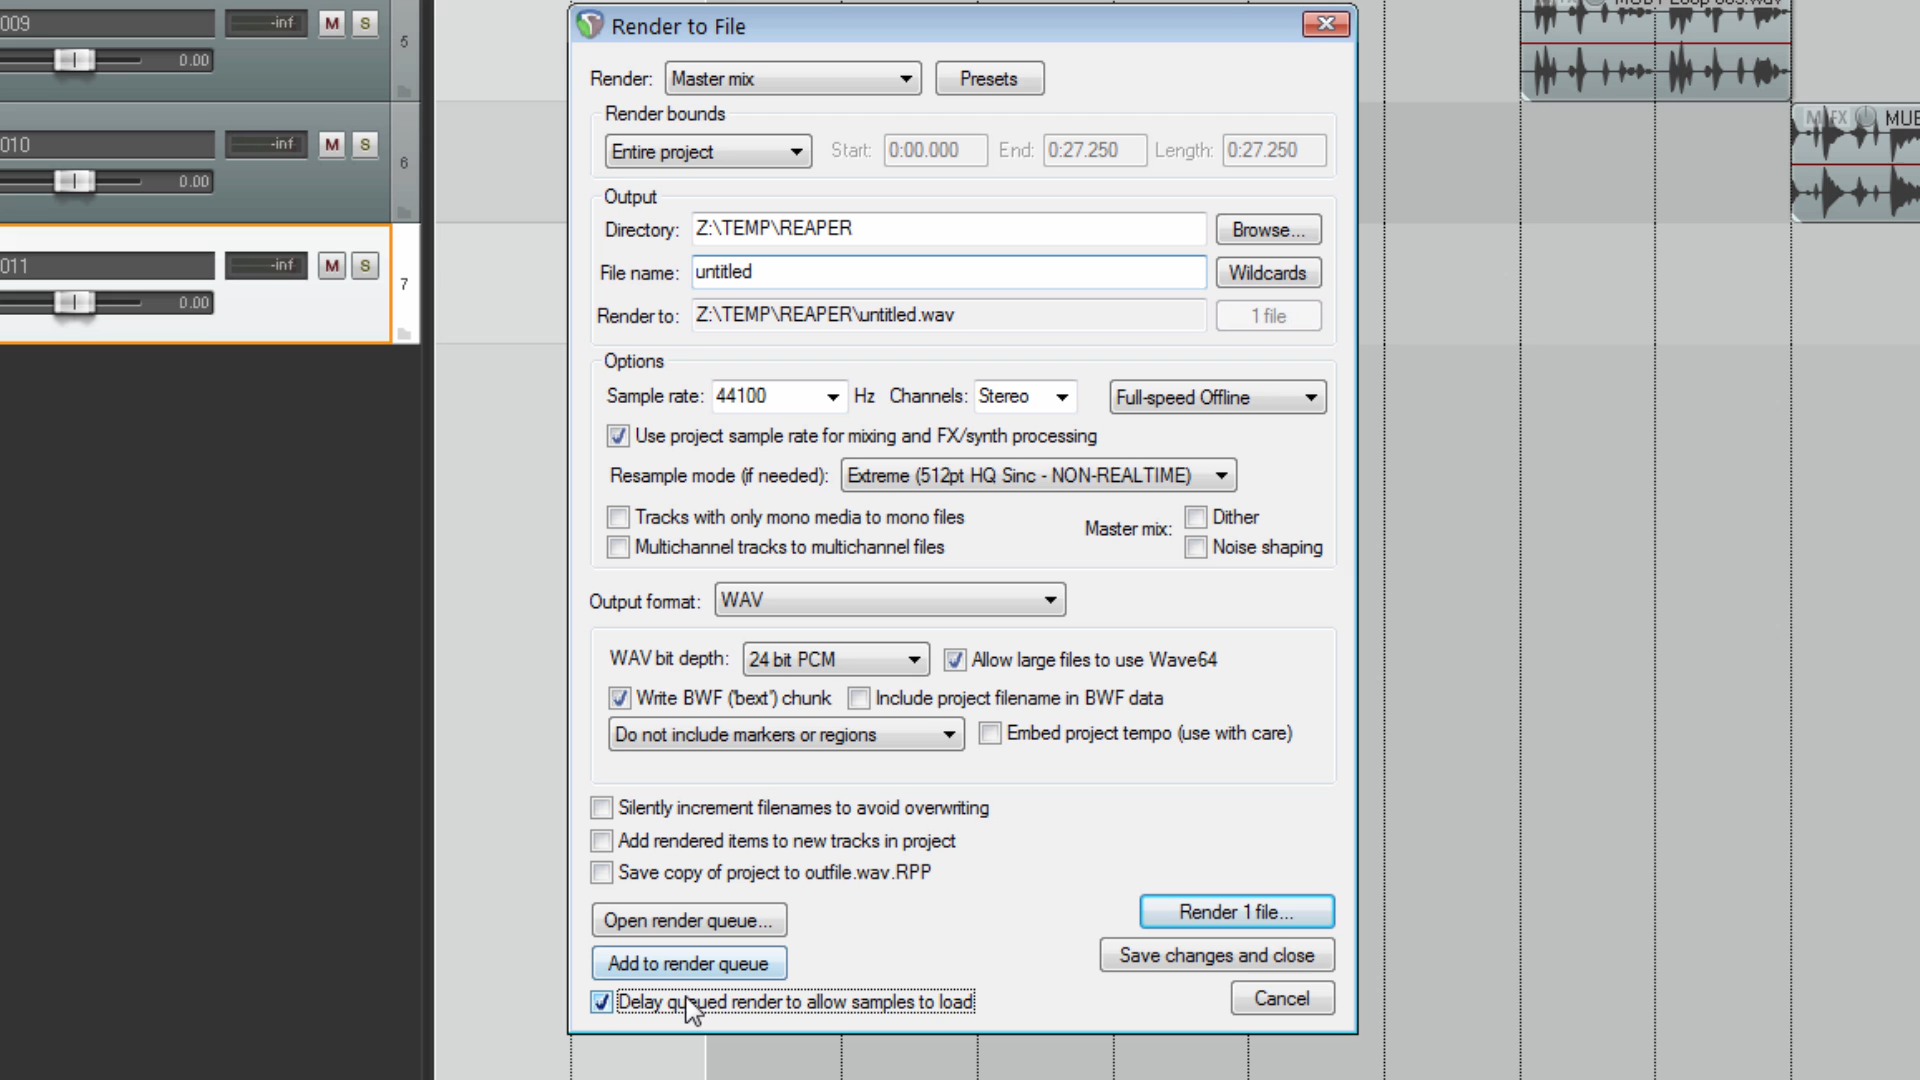 009
-inf
M
S
5
0.00
010
-inf
M
S
6
0.00
011
-inf
M
S
7
0.00
Render to File
Render: Master mix
Presets
Render bounds
Entire project
Start: 0:00.000
End: 0:27.250
Length: 0:27.250
Output
Directory: Z:\TEMP\REAPER
Browse...
File name: untitled
Wildcards
Render to: Z:\TEMP\REAPER\untitled.wav
1 file
Options
Sample rate: 44100 Hz
Channels: Stereo
Full-speed Offline
Use project sample rate for mixing and FX/synth processing
Resample mode (if needed): Extreme (512pt HQ Sinc - NON-REALTIME)
Tracks with only mono media to mono files
Multichannel tracks to multichannel files
Master mix:
Dither
Noise shaping
Output format: WAV
WAV bit depth: 24 bit PCM
Allow large files to use Wave64
Write BWF ('bext') chunk
Include project filename in BWF data
Do not include markers or regions
Embed project tempo (use with care)
Silently increment filenames to avoid overwriting
Add rendered items to new tracks in project
Save copy of project to outfile.wav.RPP
Open render queue...
Render 1 file...
Add to render queue
Save changes and close
Delay queued render to allow samples to load
Cancel
M FX
MUB